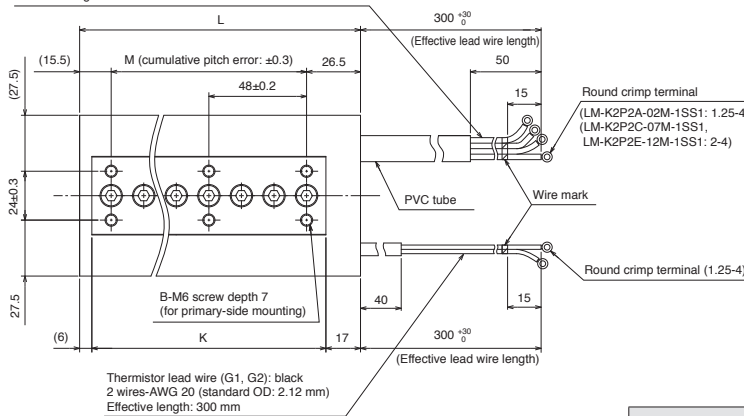 L
300 +30 0
(Effective lead wire length)
(15.5)
M (cumulative pitch error: ±0.3)
26.5
50
48±0.2
15
(27.5)
Round crimp terminal
(LM-K2P2A-02M-1SS1: 1.25-4
(LM-K2P2C-07M-1SS1,
LM-K2P2E-12M-1SS1: 2-4)
24±0.3
PVC tube
Wire mark
Round crimp terminal (1.25-4)
27.5
B-M6 screw depth 7
(for primary-side mounting)
40
15
(6)
K
17
300 +30 0
(Effective lead wire length)
Thermistor lead wire (G1, G2): black
2 wires-AWG 20 (standard OD: 2.12 mm)
Effective length: 300 mm